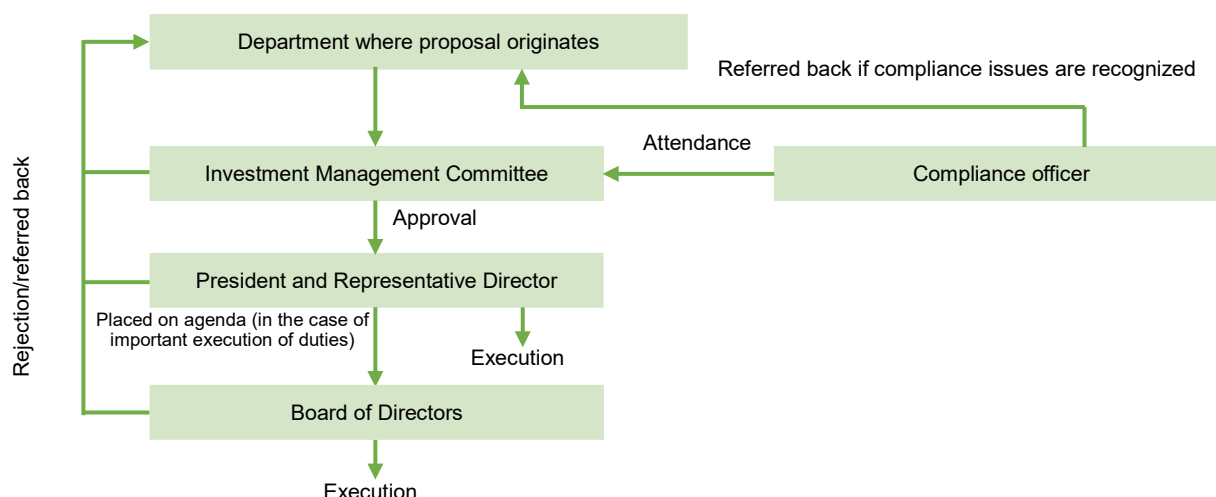 Department where proposal originates
Referred back if compliance issues are recognized
Attendance
Investment Management Committee
Compliance officer
Approval
Rejection/referred back
President and Representative Director
Placed on agenda (in the case of
important execution of duties)
Execution
Board of Directors
Execution